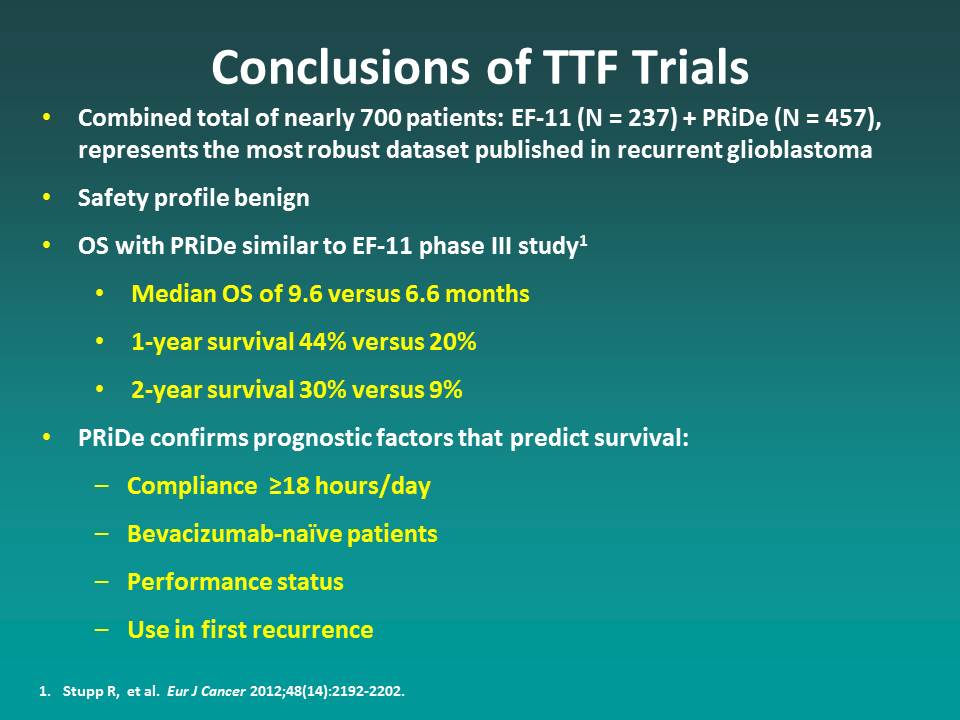 Conclusions of TTF Trials
• Combined total of nearly 700 patients: EF-11 (N = 237) + PRiDe (N = 457),
represents the most robust dataset published in recurrent glioblastoma
• Safety profile benign
• OS with PRiDe similar to EF-11 phase III study¹
• Median OS of 9.6 versus 6.6 months
• 1-year survival 44% versus 20%
• 2-year survival 30% versus 9%
• PRiDe confirms prognostic factors that predict survival:
– Compliance ≥18 hours/day
– Bevacizumab-naïve patients
– Performance status
– Use in first recurrence
1. Stupp R, et al. Eur J Cancer 2012;48(14):2192-2202.